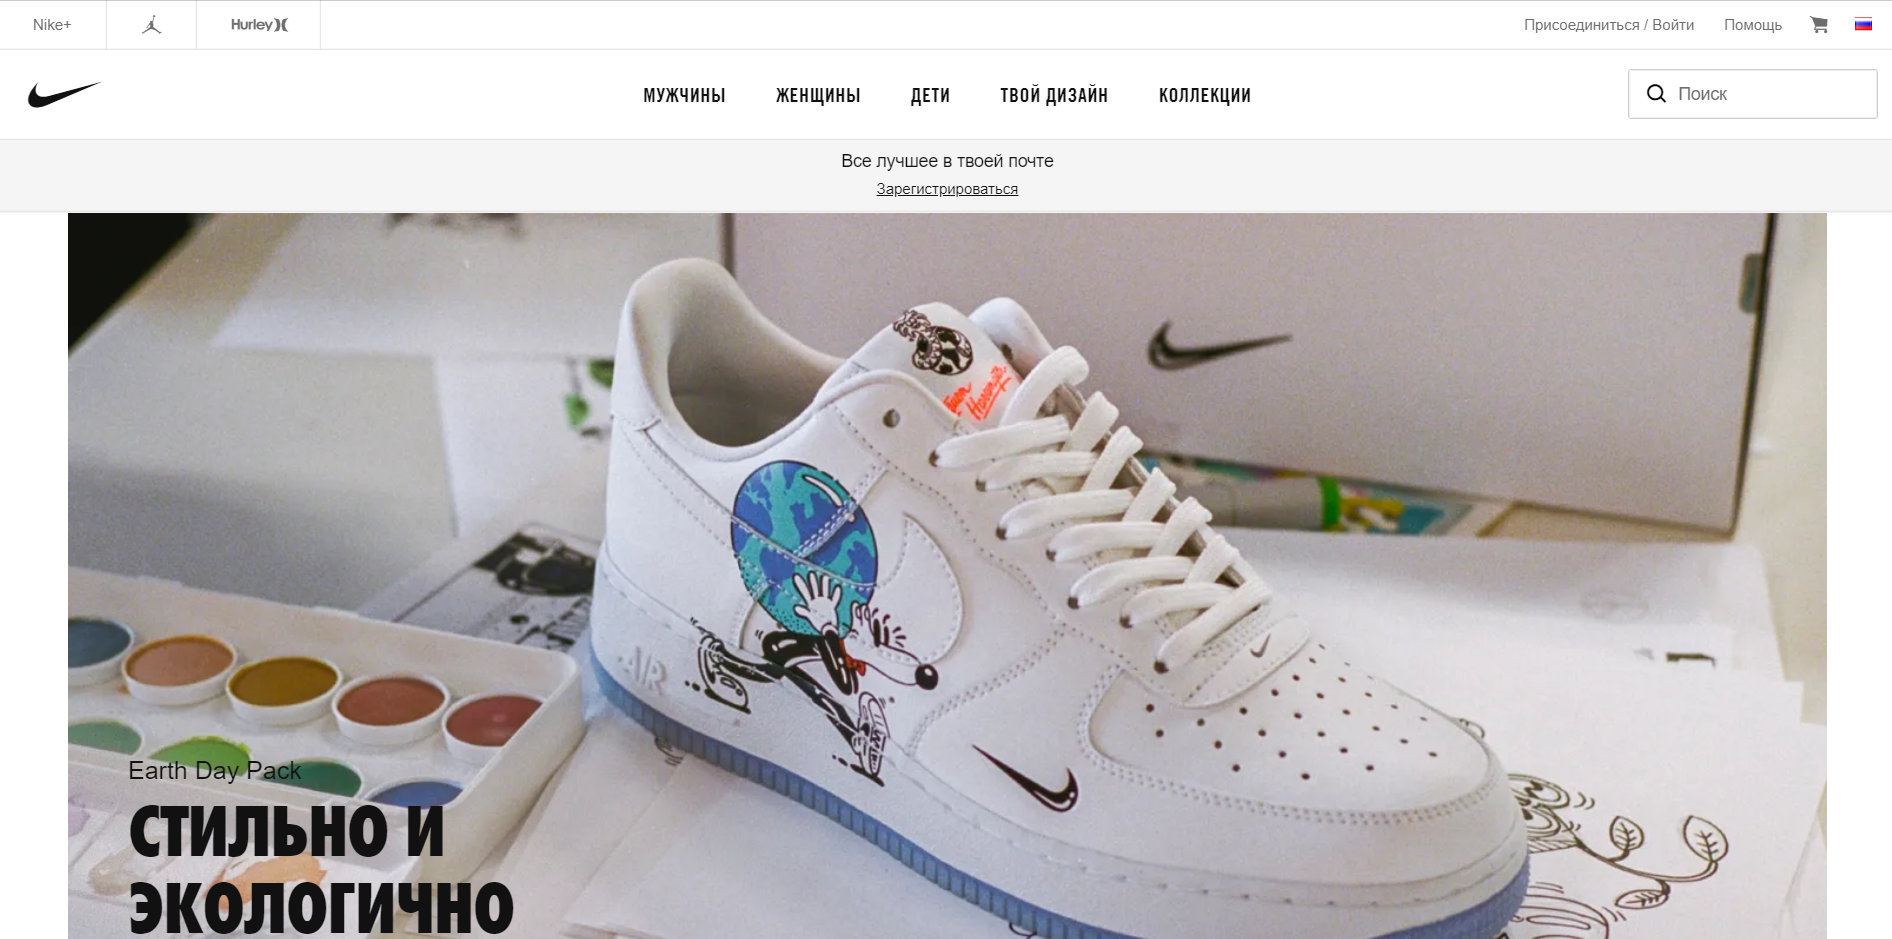 Nike+
Hurley
Присоединиться / Войти
Помощь
МУЖЧИНЫ
ЖЕНЩИНЫ
ДЕТИ
ТВОЙ ДИЗАЙН
КОЛЛЕКЦИИ
Поиск
Все лучшее в твоей почте
Зарегистрироваться
AIR
Earth Day Pack
СТИЛЬНО И
ЭКОЛОГИЧНО